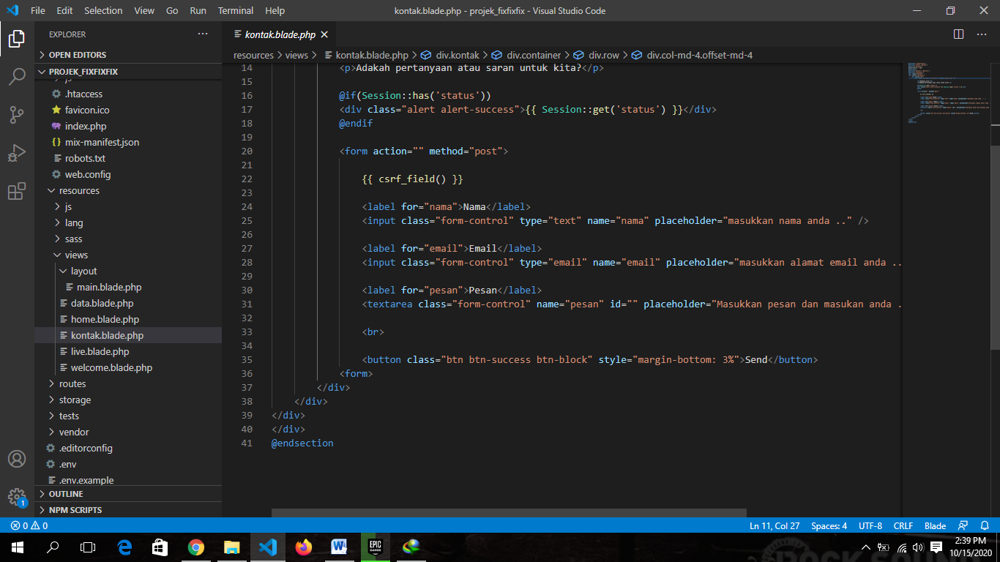 File Edit Selection View Go Run Terminal Help
kontak.blade.php - projek_fixfixfix - Visual Studio Code
EXPLORER
OPEN EDITORS
PROJEK_FIXFIXFIX
js
.htaccess
favicon.ico
index.php
mix-manifest.json
robots.txt
web.config
resources
js
lang
sass
views
layout
main.blade.php
data.blade.php
home.blade.php
kontak.blade.php
live.blade.php
welcome.blade.php
routes
storage
tests
vendor
.editorconfig
.env
.env.example
OUTLINE
NPM SCRIPTS
kontak.blade.php
resources > views > kontak.blade.php > div.kontak > div.container > div.row > div.col-md-4.offset-md-4
14 <p>Adakah pertanyaan atau saran untuk kita?</p>
15
16 @if(Session::has('status'))
17 <div class="alert alert-success">{{ Session::get('status') }}</div>
18 @endif
19
20 <form action="" method="post">
21
22 {{ csrf_field() }}
23
24 <label for="nama">Nama</label>
25 <input class="form-control" type="text" name="nama" placeholder="masukkan nama anda .." />
26
27 <label for="email">Email</label>
28 <input class="form-control" type="email" name="email" placeholder="masukkan alamat email anda ..
29
30 <label for="pesan">Pesan</label>
31 <textarea class="form-control" name="pesan" id="" placeholder="Masukkan pesan dan masukan anda .
32
33 <br>
34
35 <button class="btn btn-success btn-block" style="margin-bottom: 3%">Send</button>
36 <form>
37 </div>
38 </div>
39 </div>
40 </div>
41 @endsection
1
0 0
Ln 11, Col 27 Spaces: 4 UTF-8 CRLF Blade
EPIC
GAMES
2:39 PM
10/15/2020